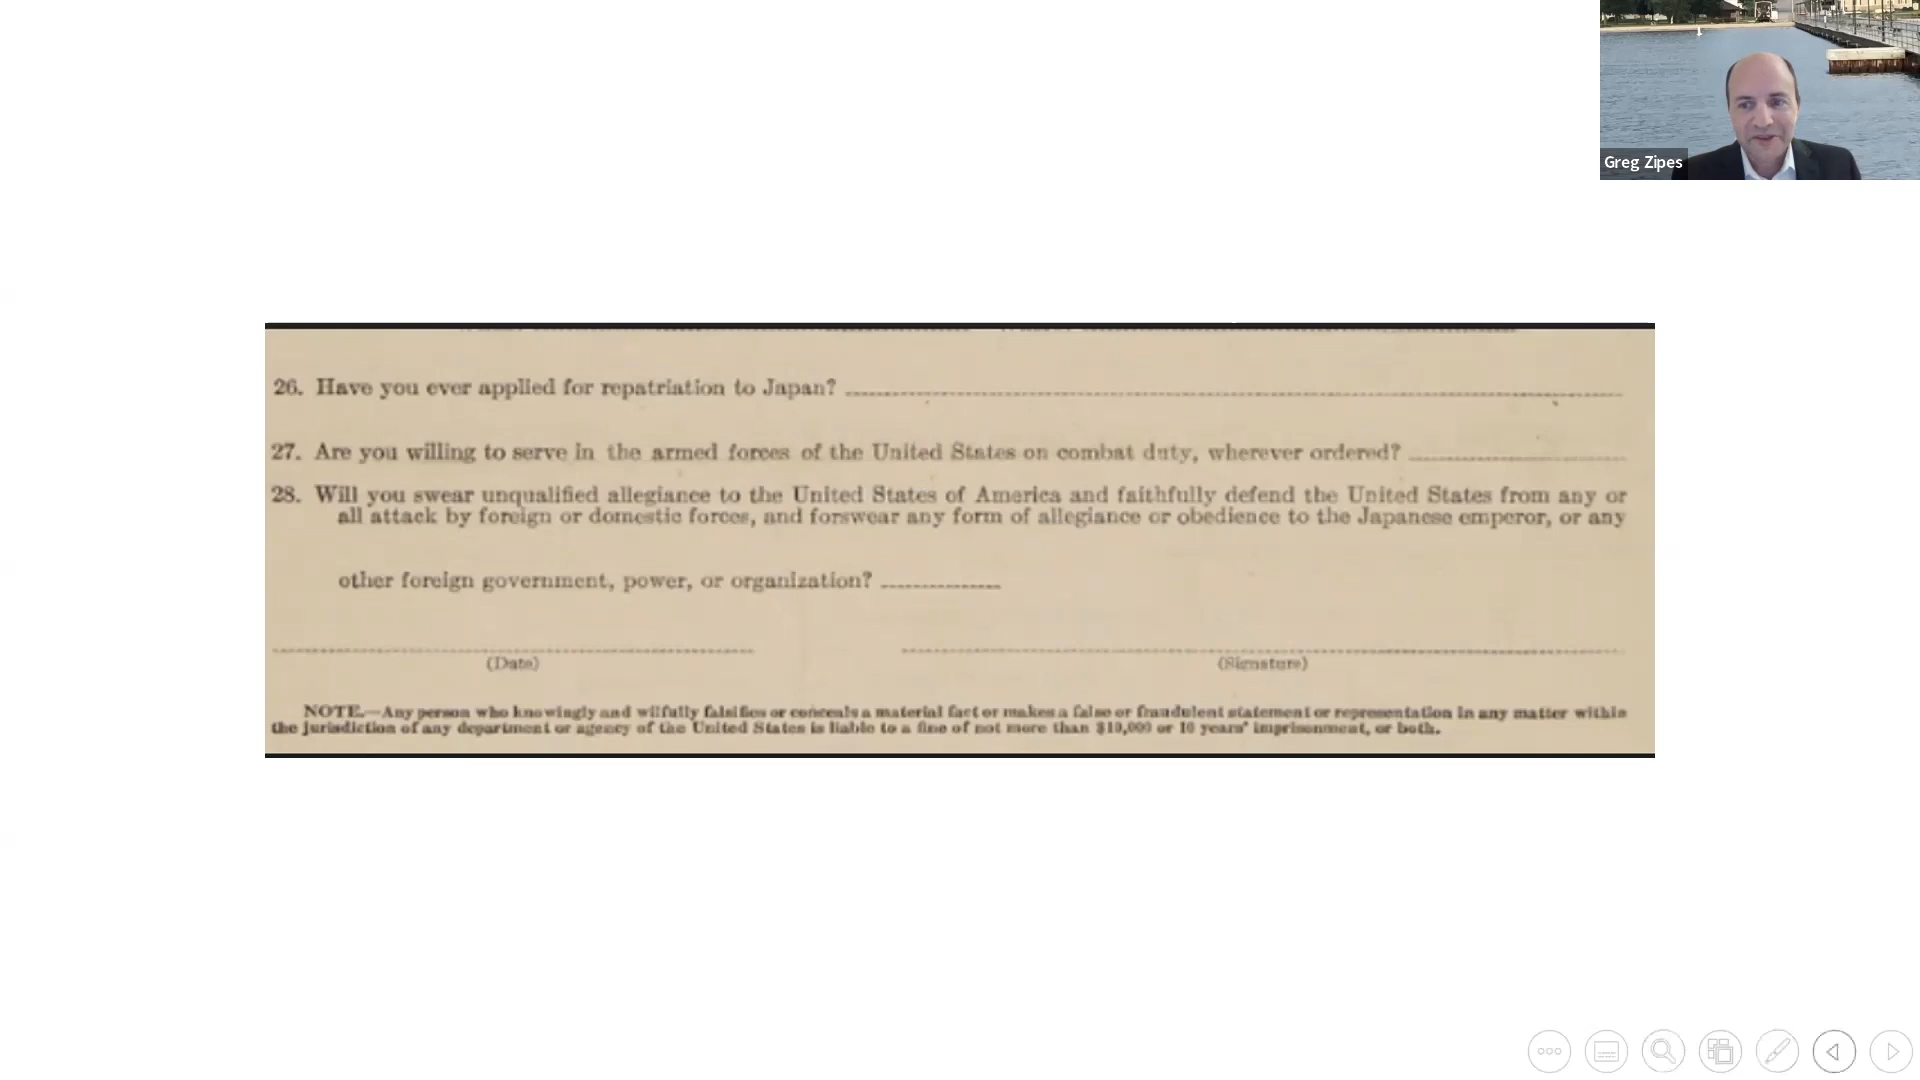 Greg Zipes
26. Have you ever applied for repatriation to Japan?
27. Are you willing to serve in the armed forces of the United States on combat duty, wherever ordered?
28. Will you swear unqualified allegiance to the United States of America and faithfully defend the United States from any or
all attack by foreign or domestic forces, and forswear any form of allegiance or obedience to the Japanese emperor, or any
other foreign government, power, or organization?
(Date) (Signature)
NOTE.—Any person who knowingly and wilfully falsifies or conceals a material fact or makes a false or fraudulent statement or representation in any matter within
the jurisdiction of any department or agency of the United States is liable to a fine of not more than $10,000 or 10 years' imprisonment, or both.